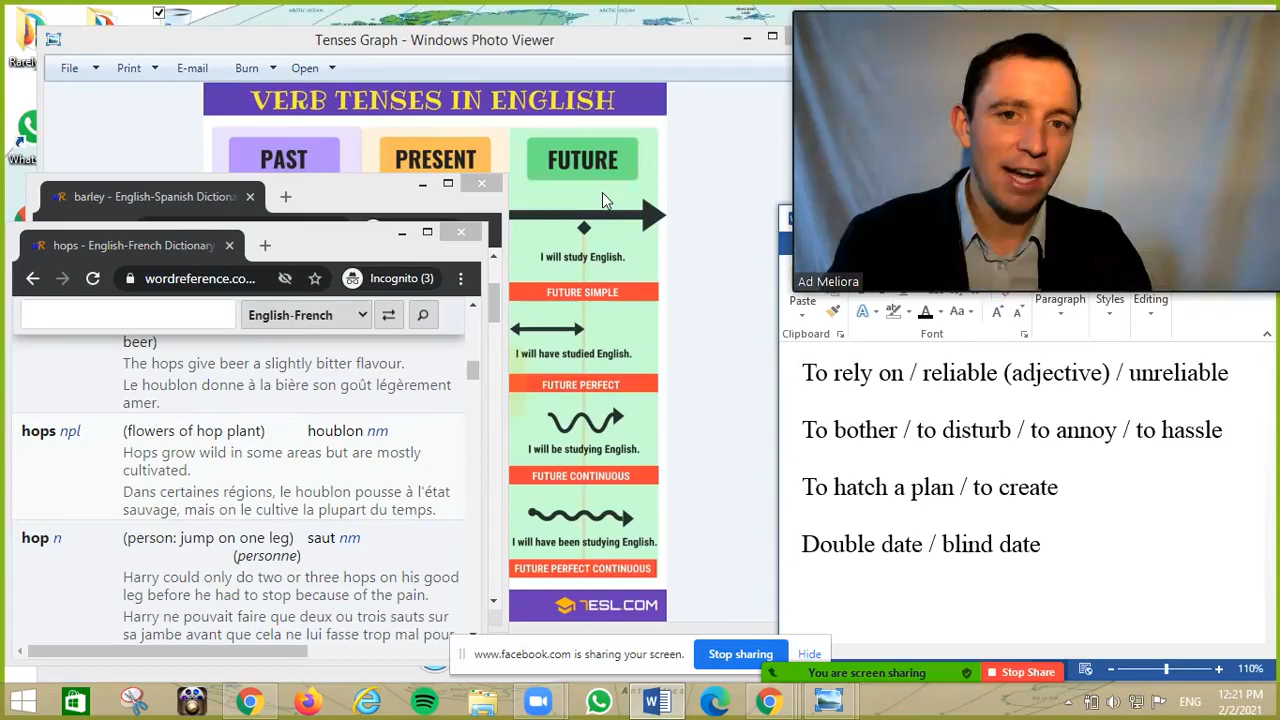 Rarely
What
Tenses Graph - Windows Photo Viewer
File Print E-mail Burn Open
VERB TENSES IN ENGLISH
PAST PRESENT FUTURE
I will study English.
FUTURE SIMPLE
I will have studied English.
FUTURE PERFECT
I will be studying English.
FUTURE CONTINUOUS
I will have been studying English.
FUTURE PERFECT CONTINUOUS
7ESL.COM
barley - English-Spanish Dictiona
hops - English-French Dictionary
wordreference.co... Incognito (3)
English-French
beer)
The hops give beer a slightly bitter flavour.
Le houblon donne à la bière son goût légèrement
amer.
hops npl (flowers of hop plant) houblon nm
Hops grow wild in some areas but are mostly
cultivated.
Dans certaines régions, le houblon pousse à l'état
sauvage, mais on le cultive la plupart du temps.
hop n (person: jump on one leg) saut nm
(personne)
Harry could only do two or three hops on his good
leg before he had to stop because of the pain.
Harry ne pouvait faire que deux ou trois sauts sur
sa jambe avant que cela ne lui fasse trop mal pour
Ad Meliora
Paste Paragraph Styles Editing
Clipboard Font
To rely on / reliable (adjective) / unreliable
To bother / to disturb / to annoy / to hassle
To hatch a plan / to create
Double date / blind date
www.facebook.com is sharing your screen. Stop sharing Hide
You are screen sharing Stop Share
110%
ENG
12:21 PM
2/2/2021